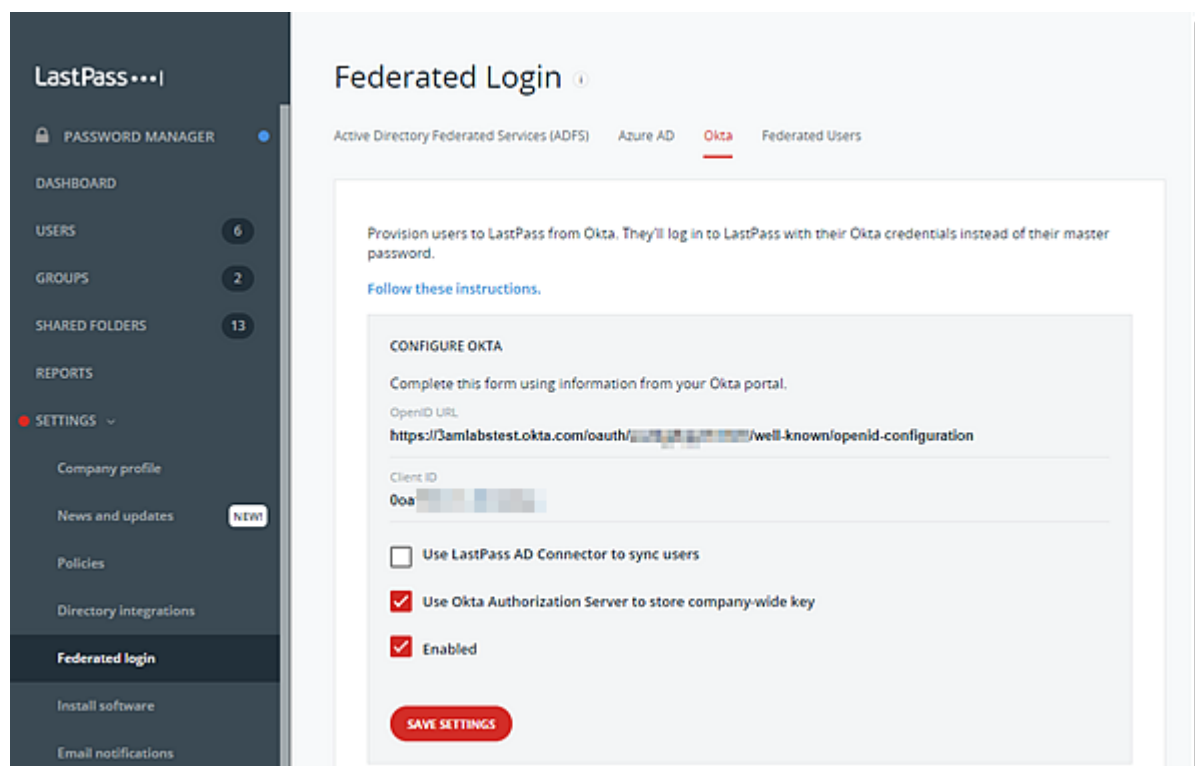 LastPass
PASSWORD MANAGER
DASHBOARD
USERS 6
GROUPS 2
SHARED FOLDERS 13
REPORTS
SETTINGS
Company profile
News and updates NEW!
Policies
Directory integrations
Federated login
Install software
Email notifications
Federated Login
Active Directory Federated Services (ADFS) Azure AD Okta Federated Users
Provision users to LastPass from Okta. They'll log in to LastPass with their Okta credentials instead of their master
password.
Follow these instructions.
CONFIGURE OKTA
Complete this form using information from your Okta portal.
OpenID URL
https://3amlabstest.okta.com/oauth/ /well-known/openid-configuration
Client ID
0oa
Use LastPass AD Connector to sync users
Use Okta Authorization Server to store company-wide key
Enabled
SAVE SETTINGS